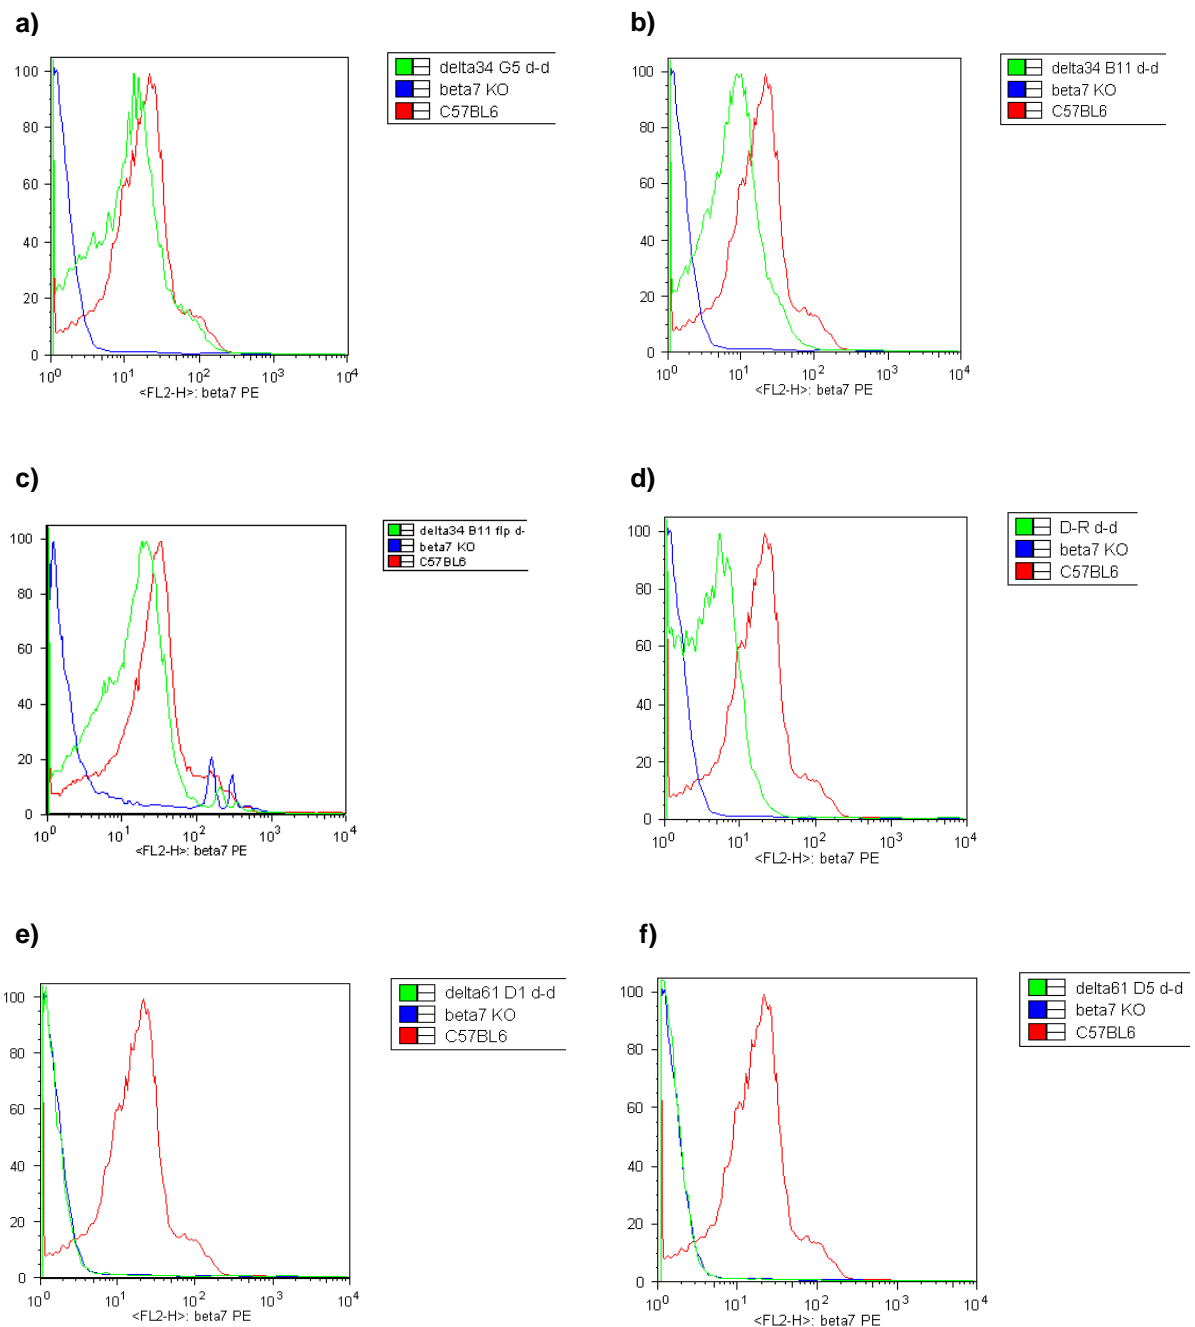 a)
delta34 G5 d-d
beta7 KO
C57BL6
100
80
60
40
20
0
10^0 10^1 10^2 10^3 10^4
<FL2-H>: beta7 PE
b)
delta34 B11 d-d
beta7 KO
C57BL6
100
80
60
40
20
0
10^0 10^1 10^2 10^3 10^4
<FL2-H>: beta7 PE
c)
delta34 B11 flp d-
beta7 KO
C57BL6
100
80
60
40
20
0
10^0 10^1 10^2 10^3 10^4
<FL2-H>: beta7 PE
d)
D-R d-d
beta7 KO
C57BL6
100
80
60
40
20
0
10^0 10^1 10^2 10^3 10^4
<FL2-H>: beta7 PE
e)
delta61 D1 d-d
beta7 KO
C57BL6
100
80
60
40
20
0
10^0 10^1 10^2 10^3 10^4
<FL2-H>: beta7 PE
f)
delta61 D5 d-d
beta7 KO
C57BL6
100
80
60
40
20
0
10^0 10^1 10^2 10^3 10^4
<FL2-H>: beta7 PE